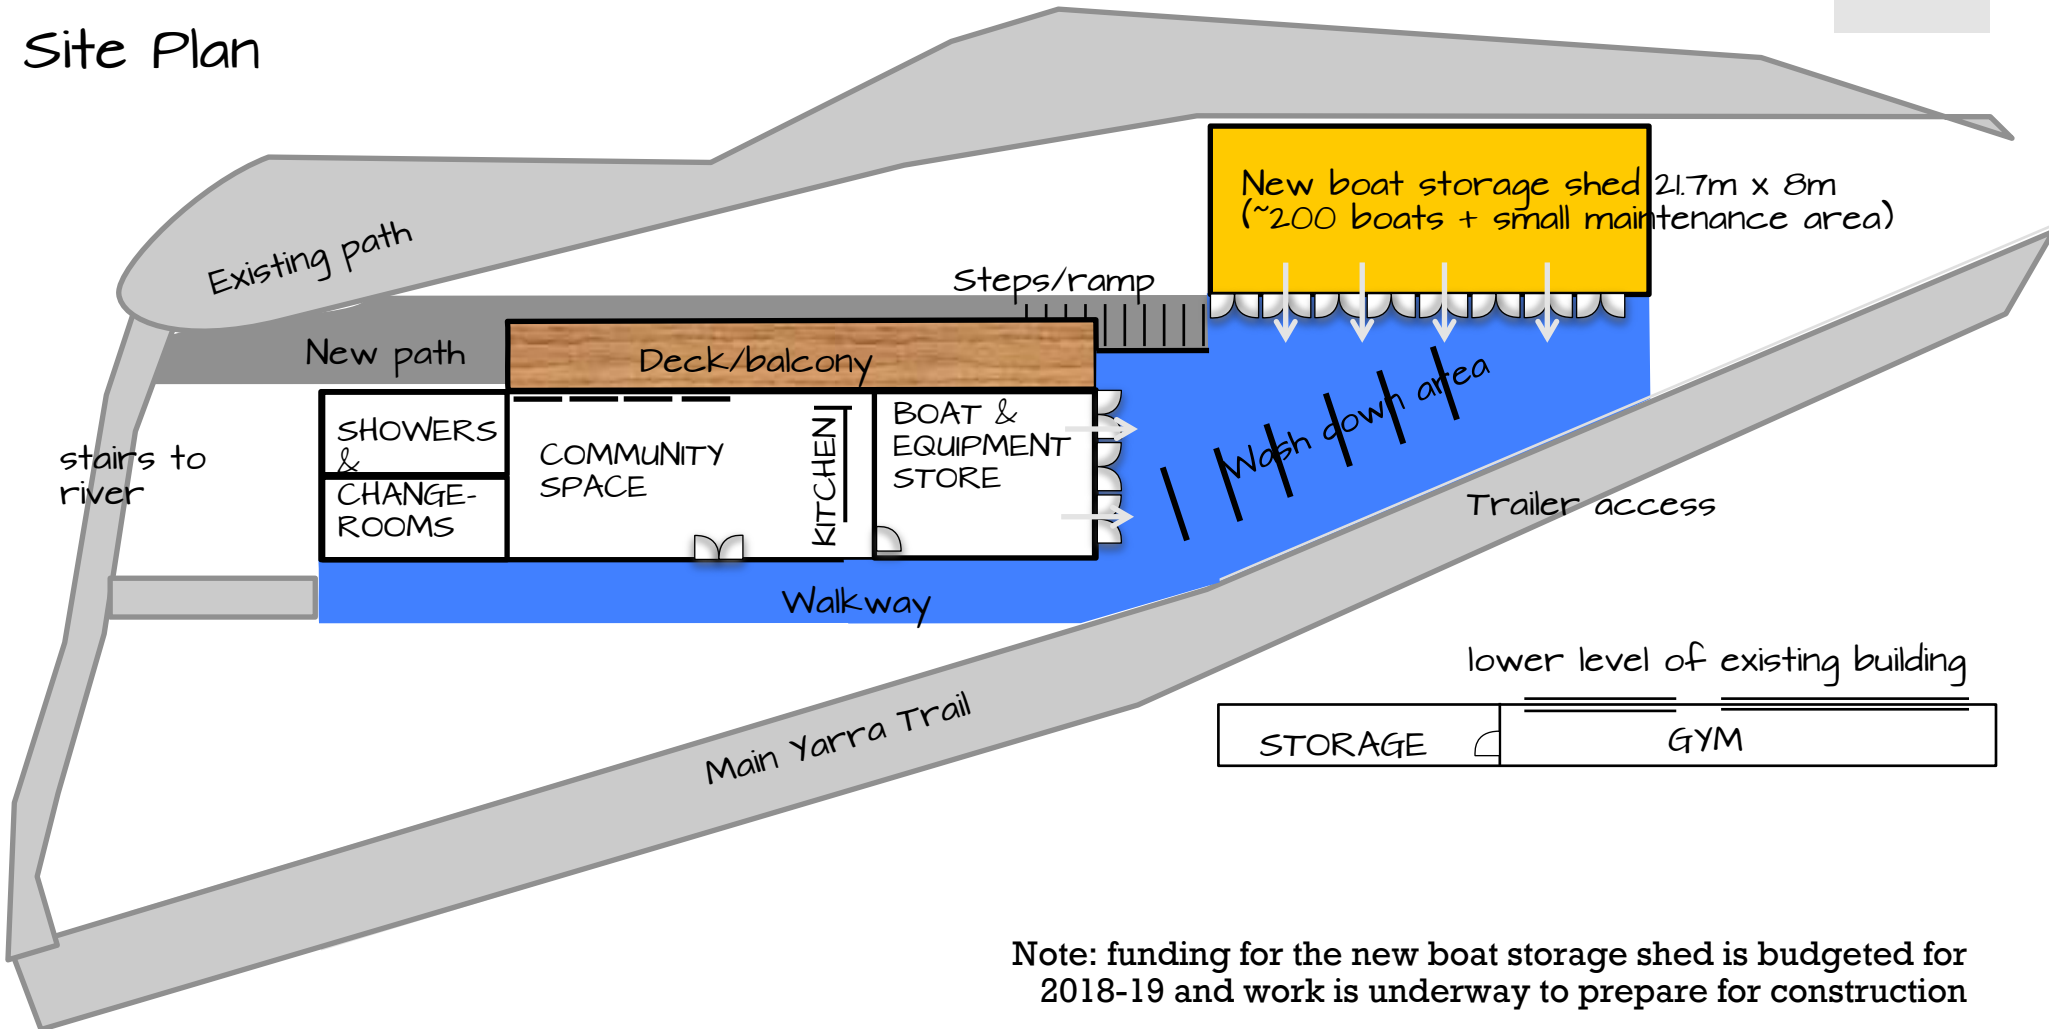 Site Plan
New boat storage shed 21.7m x 8m
(~200 boats + small maintenance area)
Existing path
Steps/ramp
New path
Deck/balcony
SHOWERS
&
CHANGE-
ROOMS
COMMUNITY
SPACE
KITCHEN
BOAT &
EQUIPMENT
STORE
Wash down area
stairs to
river
Trailer access
Walkway
Main Yarra Trail
lower level of existing building
STORAGE
GYM
Note: funding for the new boat storage shed is budgeted for
2018-19 and work is underway to prepare for construction